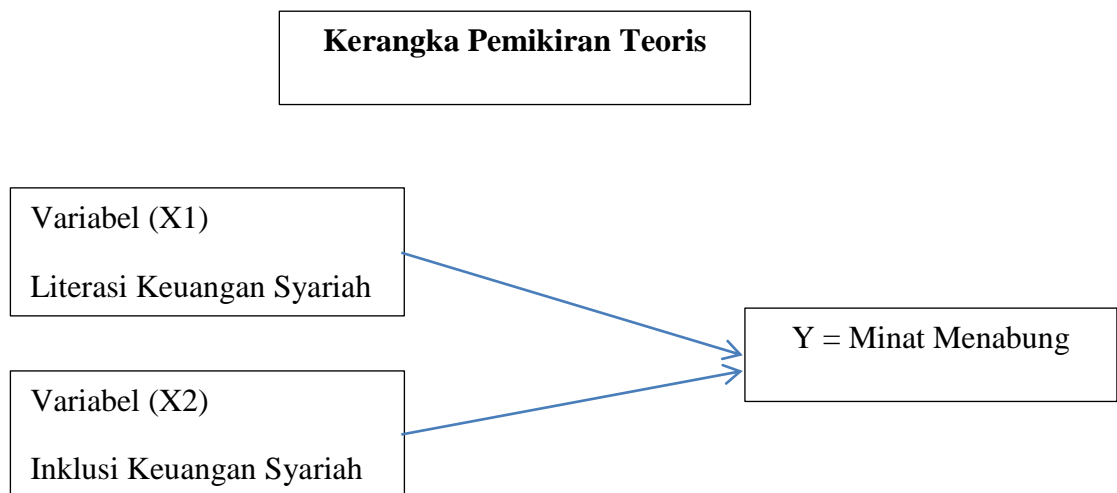 Kerangka Pemikiran Teoris
Variabel (X1)
Literasi Keuangan Syariah
Y = Minat Menabung
Variabel (X2)
Inklusi Keuangan Syariah